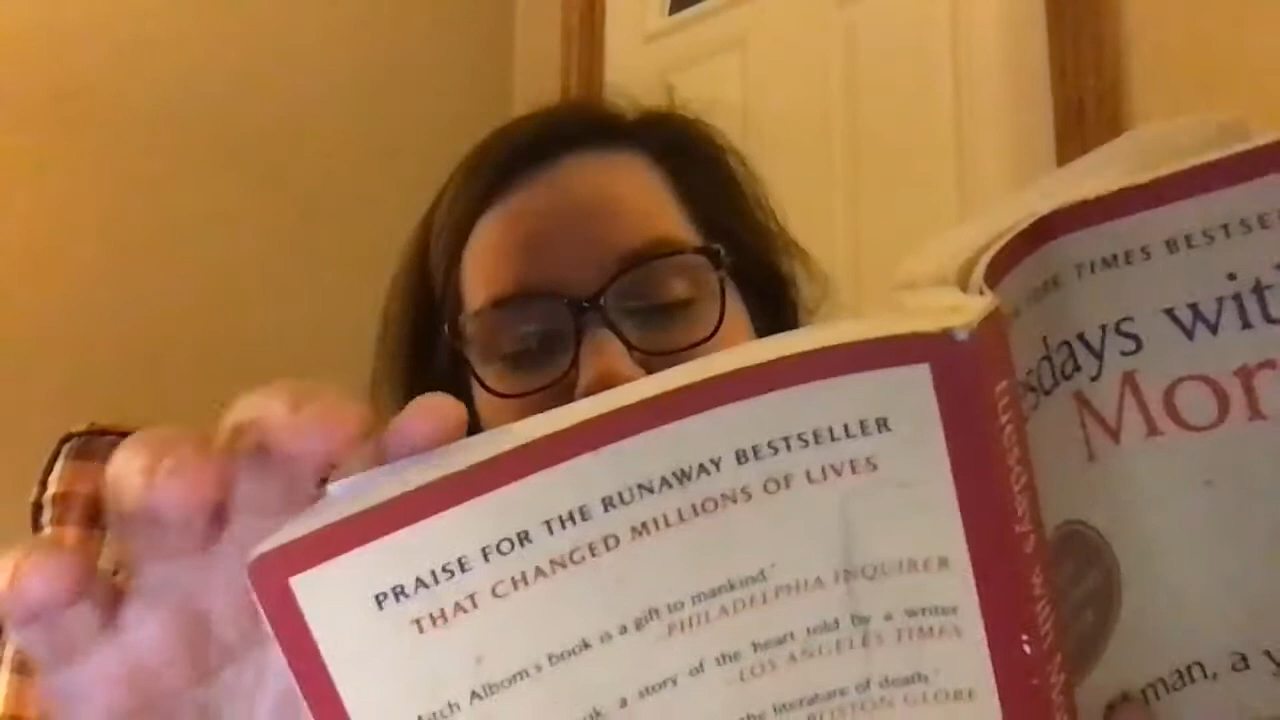 PRAISE FOR THE RUNAWAY BESTSELLER
THAT CHANGED MILLIONS OF LIVES
Albom's book is a gift to mankind."
PHILADELPHIA INQUIRER
a story of the heart told by a writer
LOS ANGELES TIMES
the literature of death."
BOSTON GLOBE
Tuesdays with
TIMES BESTSE
sdays wit
Mor
man, a y